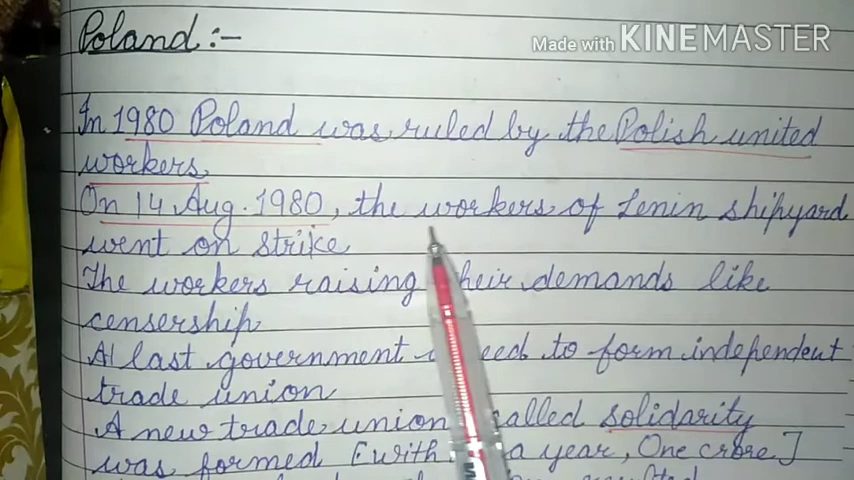 Poland :-
Made with KINEMASTER
In 1980 Poland was ruled by the Polish united
workers
On 14 Aug. 1980, the workers of Lenin shipyard
went on strike
The workers raising their demands like
censership
At last government to form independent
trade union
A new trade union called solidarity
was formed [with a year, One crore]